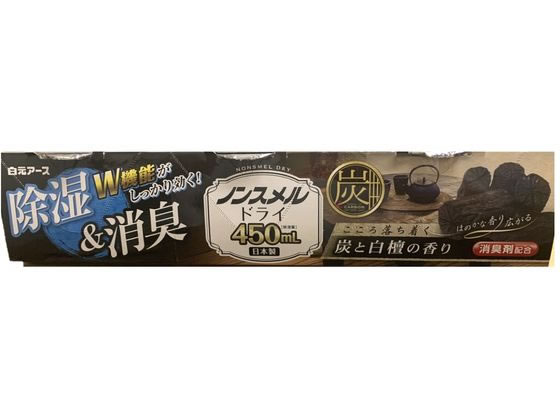 白元アース
除湿
&消臭
W機能が
しっかり効く!
NONSMEL DRY
ノンスメル
ドライ
450mL
日本製
炭
こころ落ち着く
炭と白檀の香り
ほのかな香り広がる
消臭剤配合